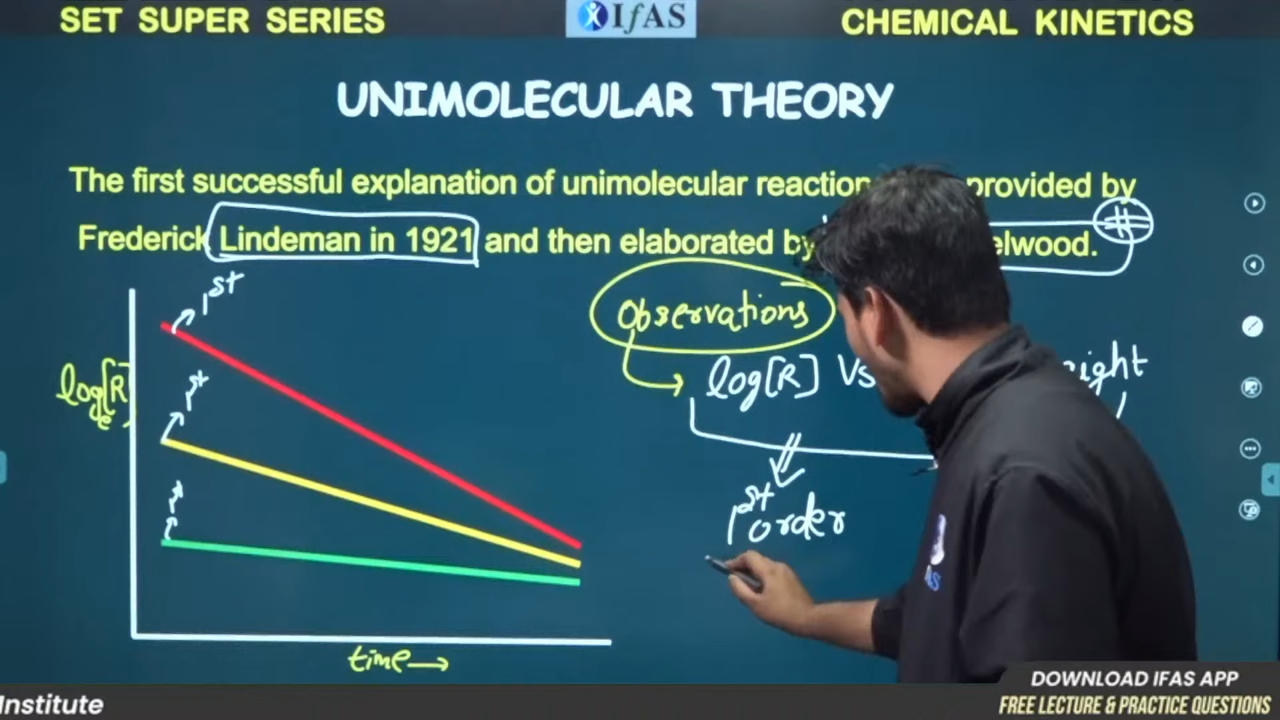 SET SUPER SERIES
IfAS
CHEMICAL KINETICS
UNIMOLECULAR THEORY
The first successful explanation of unimolecular reaction provided by
Frederick Lindeman in 1921 and then elaborated by elwood.
1st
Observations
log[R] Vs ight
loge[R]
1st
1st order
time→
DOWNLOAD IFAS APP
Institute
FREE LECTURE & PRACTICE QUESTIONS